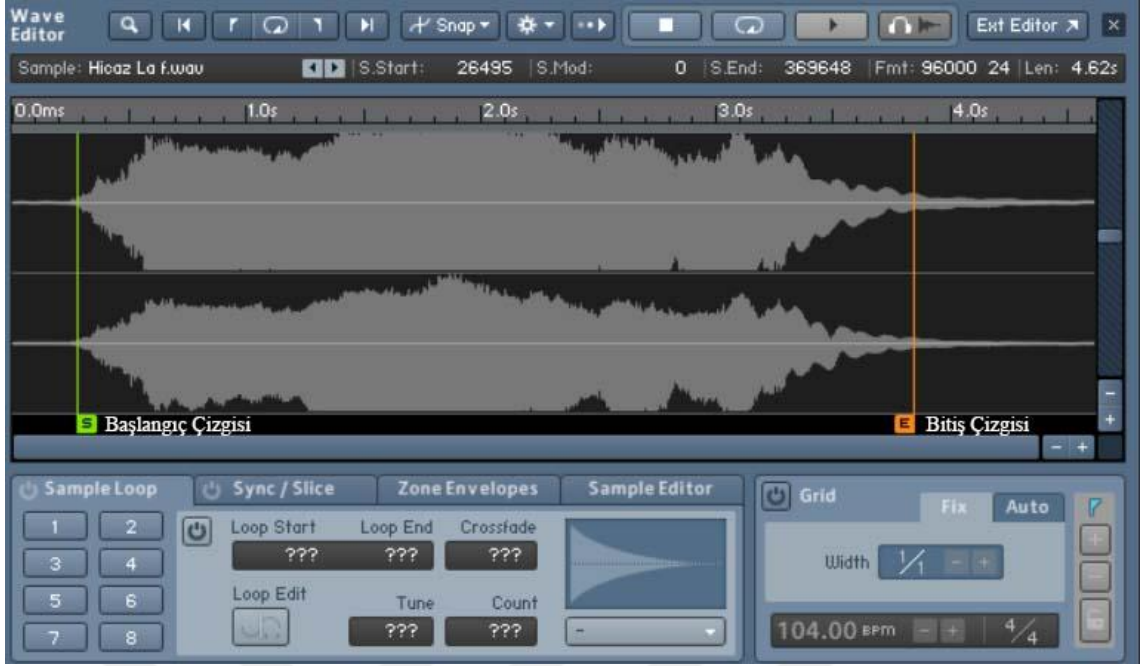 Wave Editor Snap Ext Editor
Sample: Hicaz La f.wav S.Start: 26495 S.Mod: 0 S.End: 369648 Fmt: 96000 24 Len: 4.62s
0.0ms 1.0s 2.0s 3.0s 4.0s
S Başlangıç Çizgisi E Bitiş Çizgisi
- +
- +
Sample Loop Sync / Slice Zone Envelopes Sample Editor Grid Fix Auto
1 2 Loop Start Loop End Crossfade
??? ??? ???
3 4 Width 1/1 - +
5 6 Loop Edit Tune Count
7 8 ??? ??? - 104.00 BPM - + 4/4
+
-